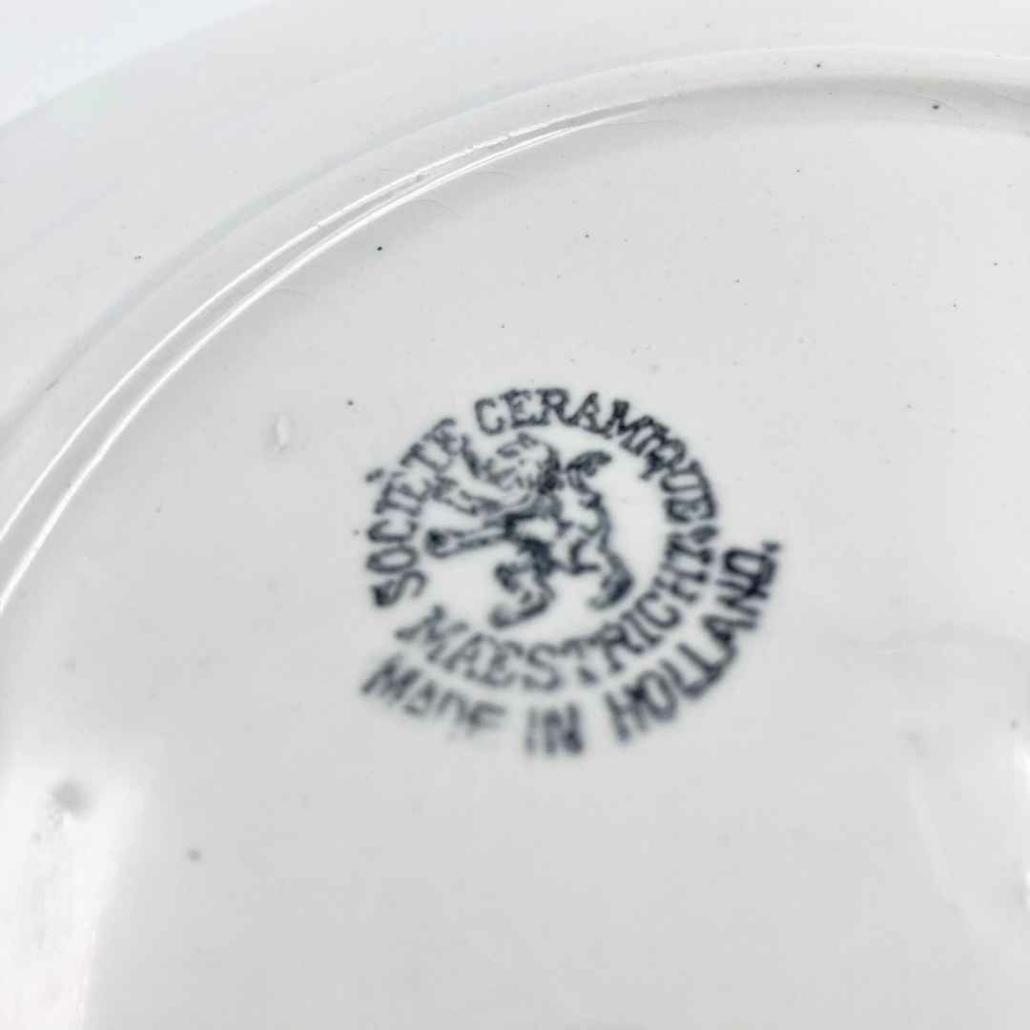 SOCIÉTÉ CERAMIQUE
MAESTRICHT
MADE IN HOLLAND.